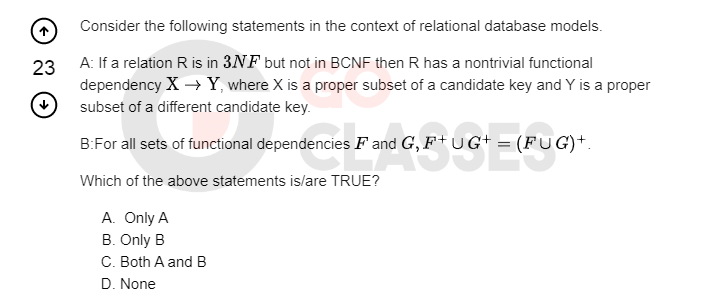 Consider the following statements in the context of relational database models.
23
A: If a relation R is in 3NF but not in BCNF then R has a nontrivial functional
dependency X → Y, where X is a proper subset of a candidate key and Y is a proper
subset of a different candidate key.
B:For all sets of functional dependencies F and G, F⁺ ∪ G⁺ = (F ∪ G)⁺.
Which of the above statements is/are TRUE?
A. Only A
B. Only B
C. Both A and B
D. None
GO
CLASSES